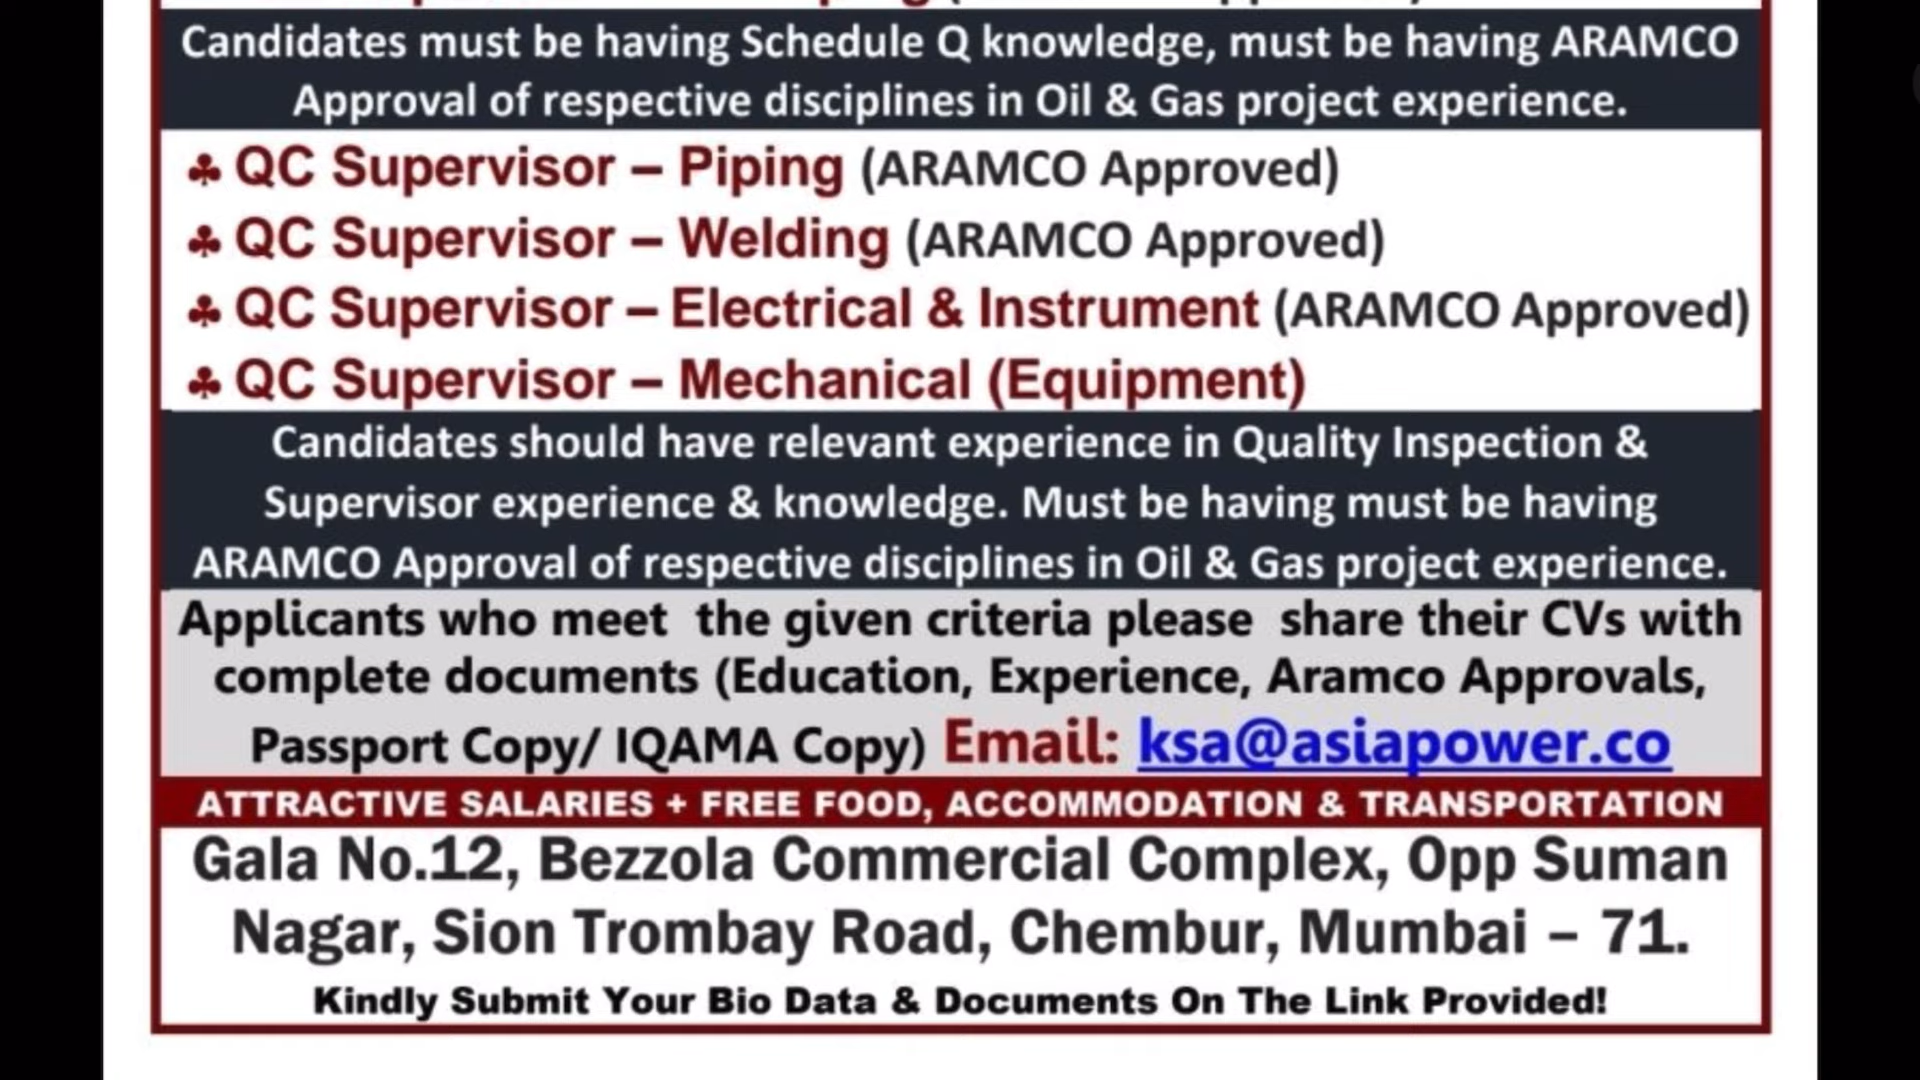 Candidates must be having Schedule Q knowledge, must be having ARAMCO
Approval of respective disciplines in Oil & Gas project experience.
♣ QC Supervisor – Piping (ARAMCO Approved)
♣ QC Supervisor – Welding (ARAMCO Approved)
♣ QC Supervisor – Electrical & Instrument (ARAMCO Approved)
♣ QC Supervisor – Mechanical (Equipment)
Candidates should have relevant experience in Quality Inspection &
Supervisor experience & knowledge. Must be having must be having
ARAMCO Approval of respective disciplines in Oil & Gas project experience.
Applicants who meet the given criteria please share their CVs with
complete documents (Education, Experience, Aramco Approvals,
Passport Copy/ IQAMA Copy) Email: ksa@asiapower.co
ATTRACTIVE SALARIES + FREE FOOD, ACCOMMODATION & TRANSPORTATION
Gala No.12, Bezzola Commercial Complex, Opp Suman
Nagar, Sion Trombay Road, Chembur, Mumbai – 71.
Kindly Submit Your Bio Data & Documents On The Link Provided!